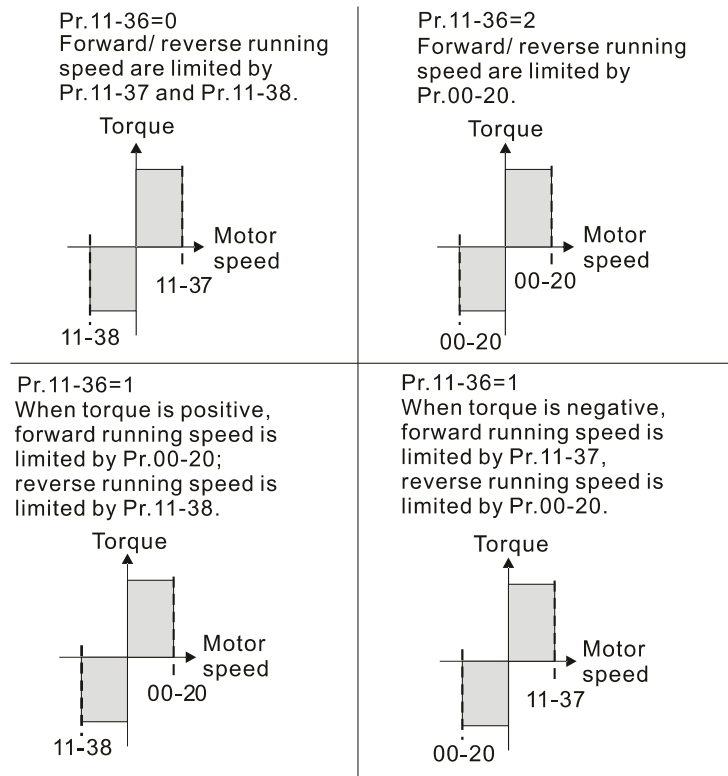 Pr.11-36=0
Forward/ reverse running
speed are limited by
Pr.11-37 and Pr.11-38.
Torque
Motor
speed
11-37
11-38
Pr.11-36=2
Forward/ reverse running
speed are limited by
Pr.00-20.
Torque
Motor
speed
00-20
00-20
Pr.11-36=1
When torque is positive,
forward running speed is
limited by Pr.00-20;
reverse running speed is
limited by Pr.11-38.
Torque
Motor
speed
00-20
11-38
Pr.11-36=1
When torque is negative,
forward running speed is
limited by Pr.11-37,
reverse running speed is
limited by Pr.00-20.
Torque
Motor
speed
11-37
00-20